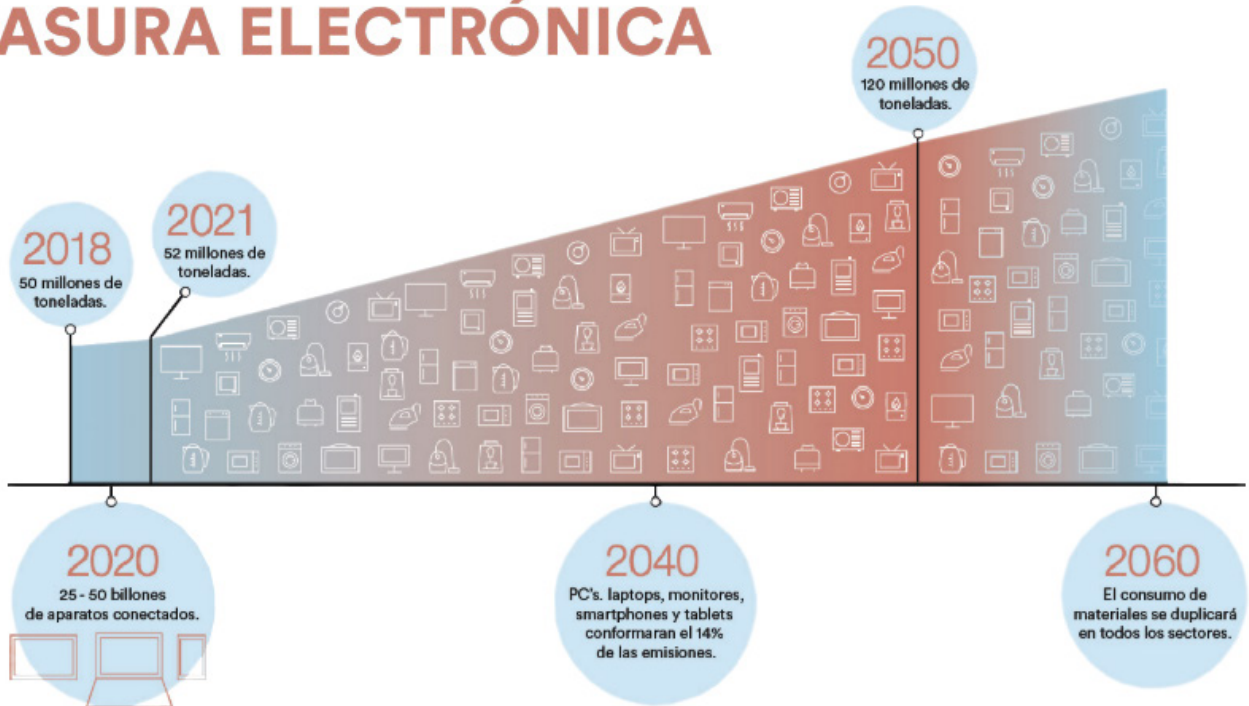 ASURA ELECTRÓNICA
2050
120 millones de
toneladas.
2021
52 millones de
toneladas.
2018
50 millones de
toneladas.
2020
25 - 50 billones
de aparatos conectados.
2040
PC's. laptops, monitores,
smartphones y tablets
conformaran el 14%
de las emisiones.
2060
El consumo de
materiales se duplicará
en todos los sectores.